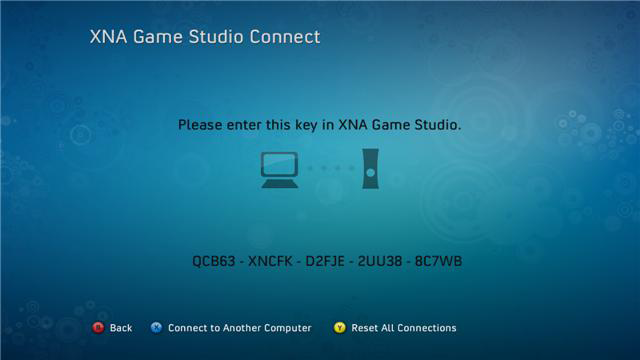 XNA Game Studio Connect
Please enter this key in XNA Game Studio.
QCB63 - XNCFK - D2FJE - 2UU38 - 8C7WB
B Back X Connect to Another Computer Y Reset All Connections